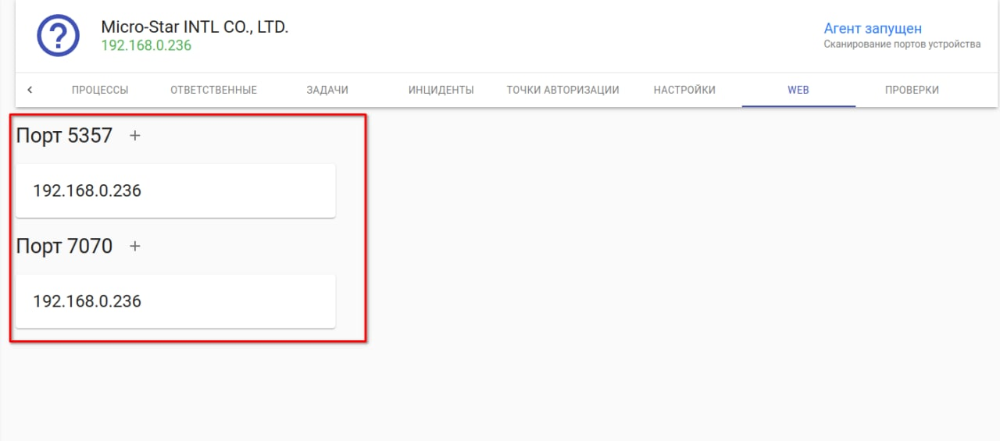 Micro-Star INTL CO., LTD.
192.168.0.236
Агент запущен
Сканирование портов устройства
ПРОЦЕССЫ ОТВЕТСТВЕННЫЕ ЗАДАЧИ ИНЦИДЕНТЫ ТОЧКИ АВТОРИЗАЦИИ НАСТРОЙКИ WEB ПРОВЕРКИ
Порт 5357 +
192.168.0.236
Порт 7070 +
192.168.0.236